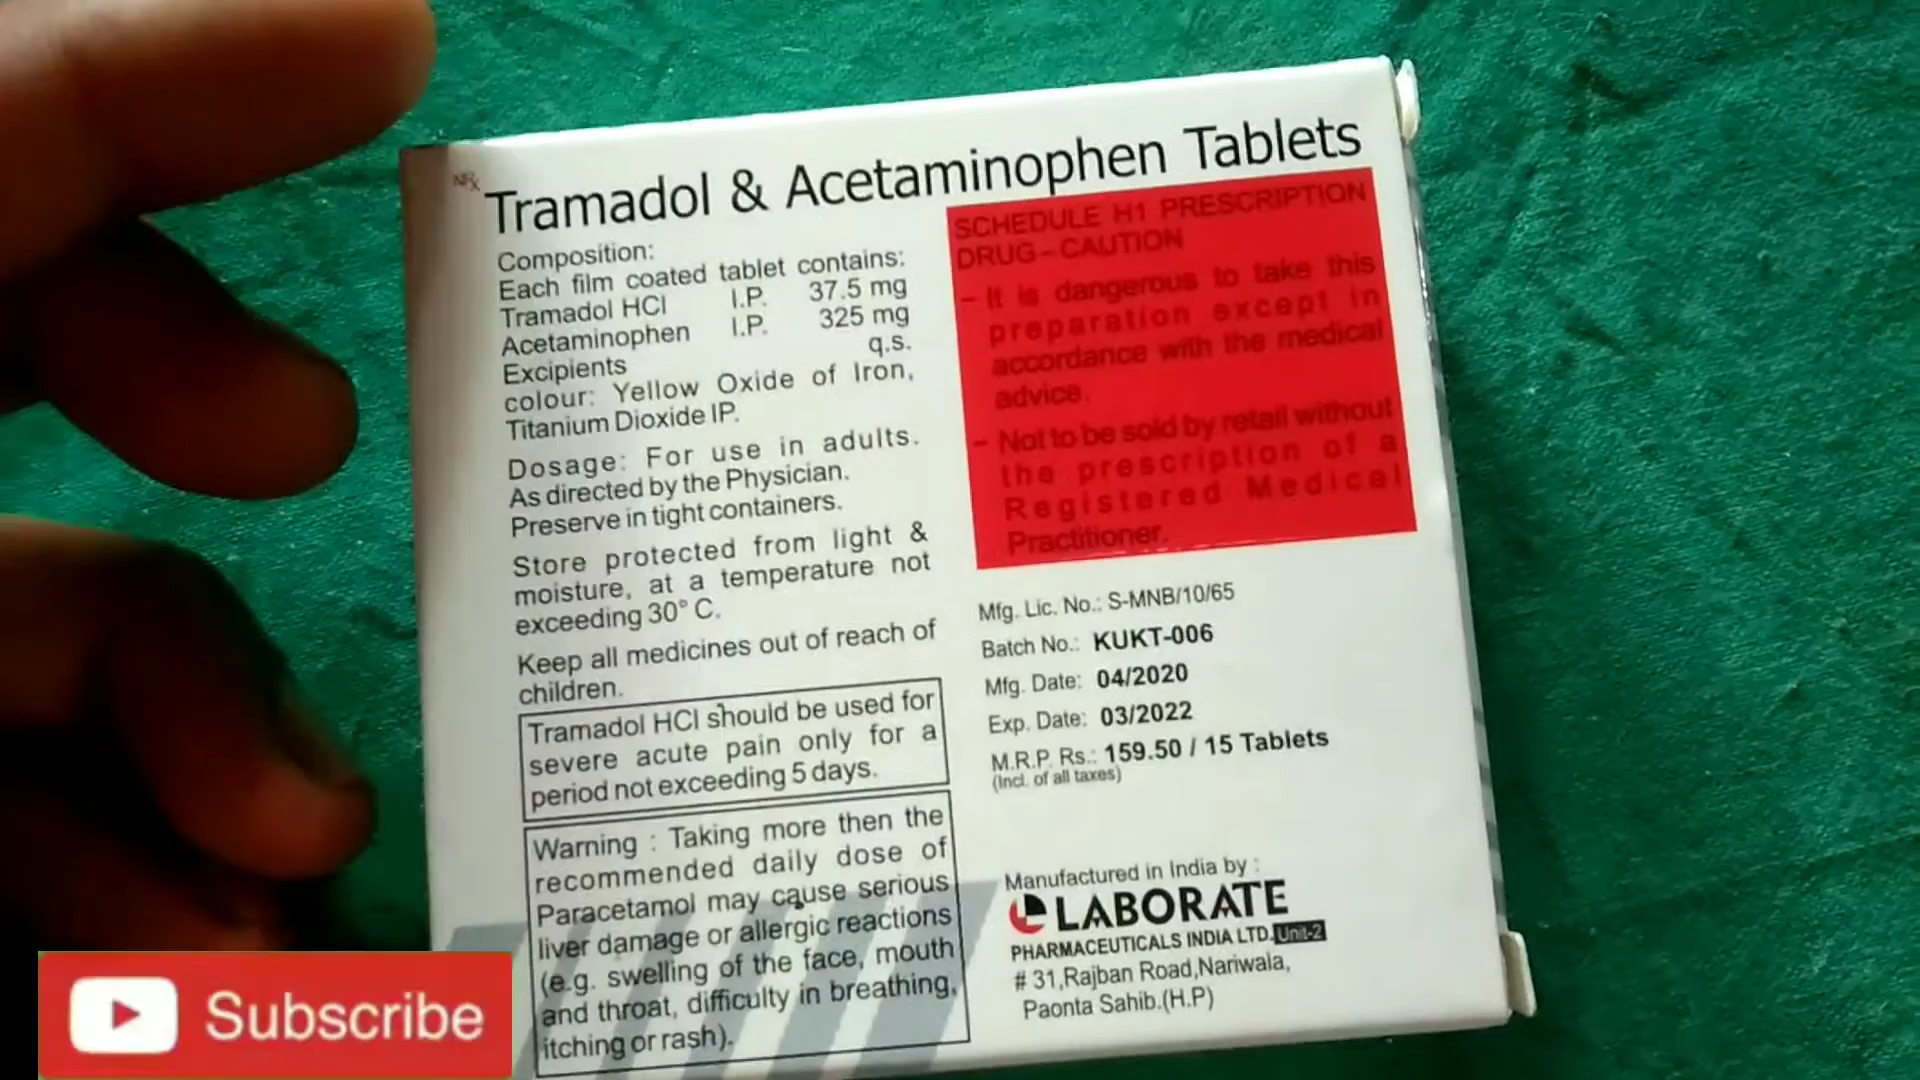 NRx
Tramadol & Acetaminophen Tablets
Composition:
Each film coated tablet contains:
Tramadol HCl I.P. 37.5 mg
Acetaminophen I.P. 325 mg
Excipients q.s.
colour: Yellow Oxide of Iron,
Titanium Dioxide IP.
Dosage: For use in adults.
As directed by the Physician.
Preserve in tight containers.
Store protected from light &
moisture, at a temperature not
exceeding 30° C.
Keep all medicines out of reach of
children.
Tramadol HCl should be used for
severe acute pain only for a
period not exceeding 5 days.
Warning : Taking more then the
recommended daily dose of
Paracetamol may cause serious
liver damage or allergic reactions
(e.g. swelling of the face, mouth
and throat, difficulty in breathing,
itching or rash).
SCHEDULE H1 PRESCRIPTION
DRUG – CAUTION
– It is dangerous to take this
preparation except in
accordance with the medical
advice.
– Not to be sold by retail without
the prescription of a
Registered Medical
Practitioner.
Mfg. Lic. No.: S-MNB/10/65
Batch No.: KUKT-006
Mfg. Date: 04/2020
Exp. Date: 03/2022
M.R.P. Rs.: 159.50 / 15 Tablets
(Incl. of all taxes)
Manufactured in India by :
LABORATE
PHARMACEUTICALS INDIA LTD. Unit-2
# 31,Rajban Road,Nariwala,
Paonta Sahib.(H.P)
Subscribe